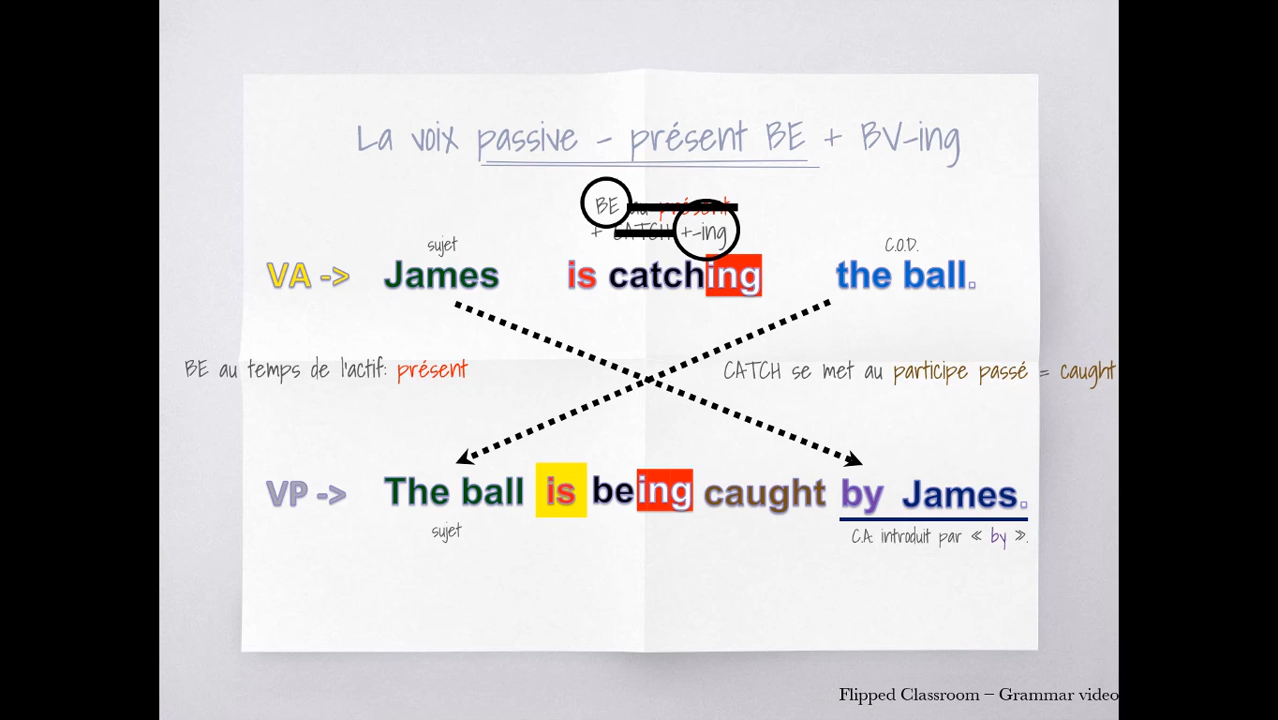 La voix passive - présent BE + BV-ing
BE au présent
+ CATCH +-ing
sujet
C.O.D.
VA -> James is catching the ball.
BE au temps de l'actif: présent
CATCH se met au participe passé = caught
VP -> The ball is being caught by James.
sujet
C.A. introduit par « by ».
Flipped Classroom – Grammar video